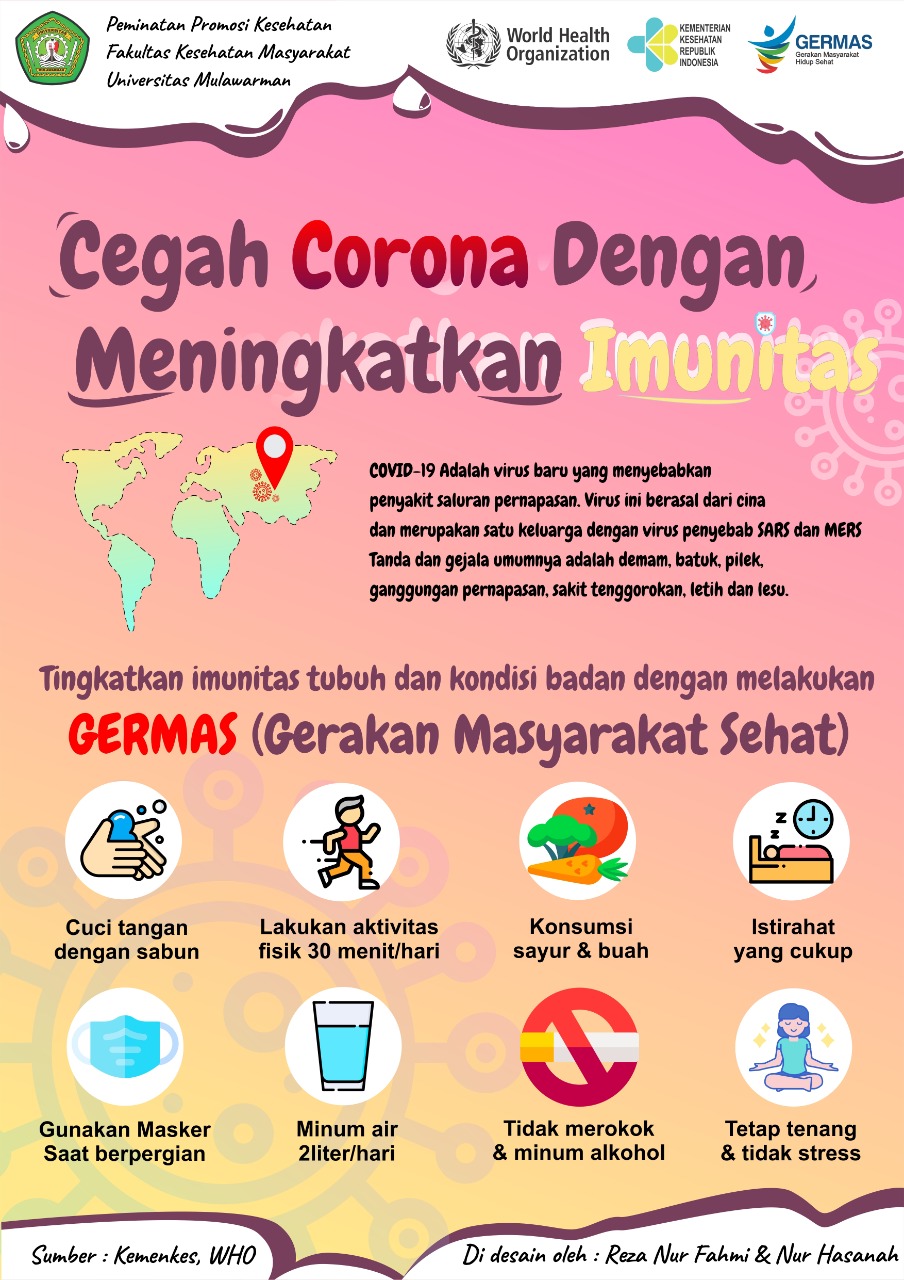 Peminatan Promosi Kesehatan
Fakultas Kesehatan Masyarakat
Universitas Mulawarman
World Health
Organization
KEMENTERIAN
KESEHATAN
REPUBLIK
INDONESIA
GERMAS
Gerakan Masyarakat
Hidup Sehat
Cegah Corona Dengan
Meningkatkan Imunitas
COVID-19 Adalah virus baru yang menyebabkan
penyakit saluran pernapasan. Virus ini berasal dari cina
dan merupakan satu keluarga dengan virus penyebab SARS dan MERS
Tanda dan gejala umumnya adalah demam, batuk, pilek,
ganggungan pernapasan, sakit tenggorokan, letih dan lesu.
Tingkatkan imunitas tubuh dan kondisi badan dengan melakukan
GERMAS (Gerakan Masyarakat Sehat)
z
z
z
Cuci tangan
dengan sabun
Lakukan aktivitas
fisik 30 menit/hari
Konsumsi
sayur & buah
Istirahat
yang cukup
Gunakan Masker
Saat berpergian
Minum air
2liter/hari
Tidak merokok
& minum alkohol
Tetap tenang
& tidak stress
Sumber : Kemenkes, WHO
Di desain oleh : Reza Nur Fahmi & Nur Hasanah